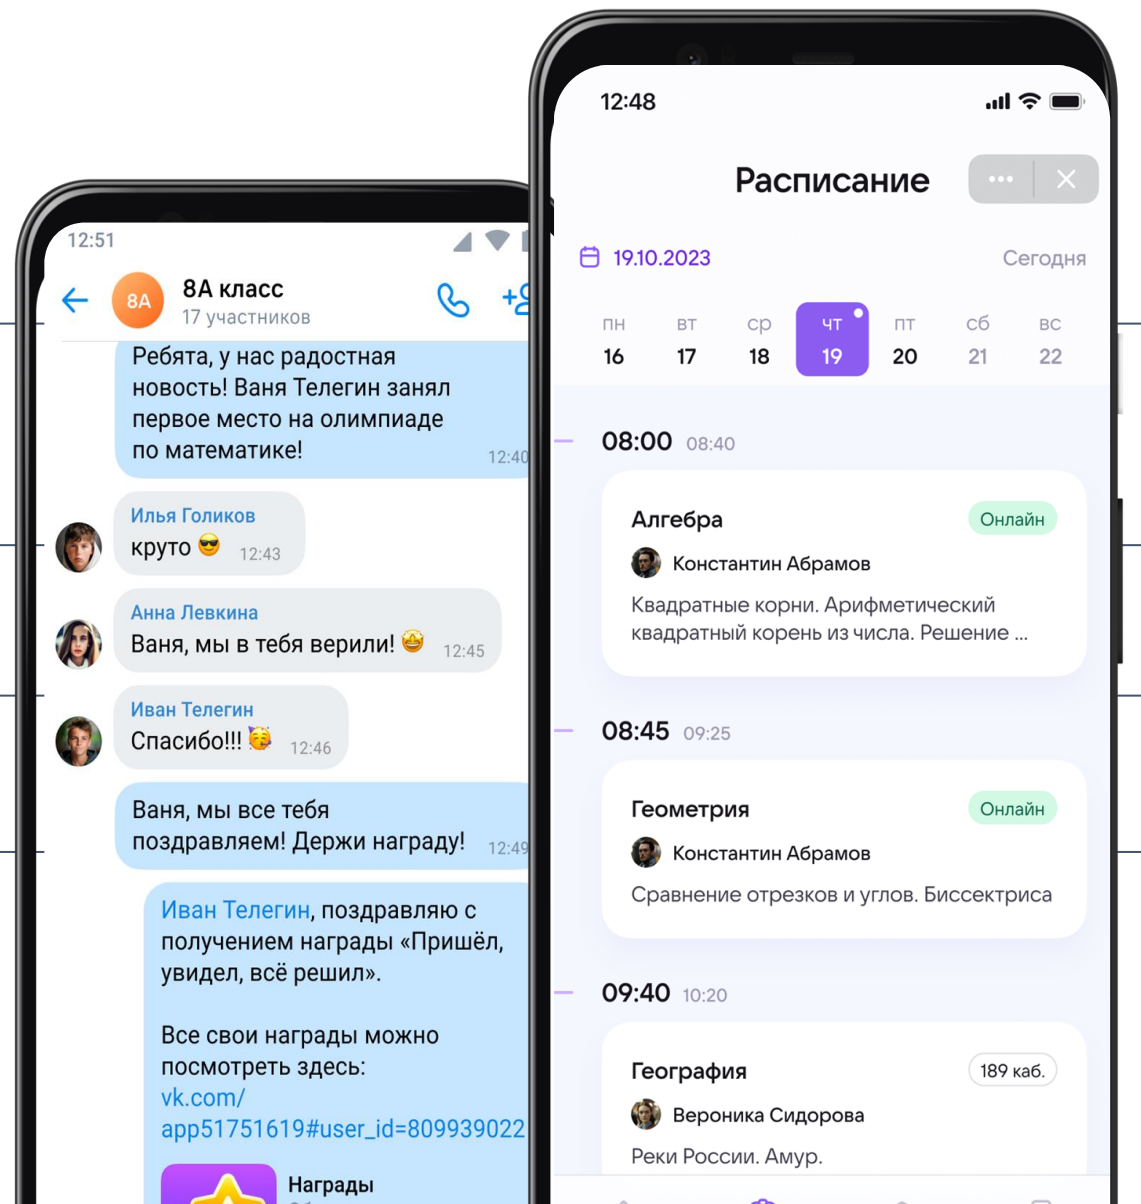 12:51
8А
8А класс
17 участников
Ребята, у нас радостная
новость! Ваня Телегин занял
первое место на олимпиаде
по математике!
12:40
Илья Голиков
круто 😎 12:43
Анна Левкина
Ваня, мы в тебя верили! 🤩 12:45
Иван Телегин
Спасибо!!! 🥳 12:46
Ваня, мы все тебя
поздравляем! Держи награду!
12:49
Иван Телегин, поздравляю с
получением награды «Пришёл,
увидел, всё решил».
Все свои награды можно
посмотреть здесь:
vk.com/
app51751619#user_id=809939022
Награды
12:48
Расписание
19.10.2023 Сегодня
пн вт ср чт пт сб вс
16 17 18 19 20 21 22
08:00 08:40
Алгебра Онлайн
Константин Абрамов
Квадратные корни. Арифметический
квадратный корень из числа. Решение ...
08:45 09:25
Геометрия Онлайн
Константин Абрамов
Сравнение отрезков и углов. Биссектриса
09:40 10:20
География 189 каб.
Вероника Сидорова
Реки России. Амур.